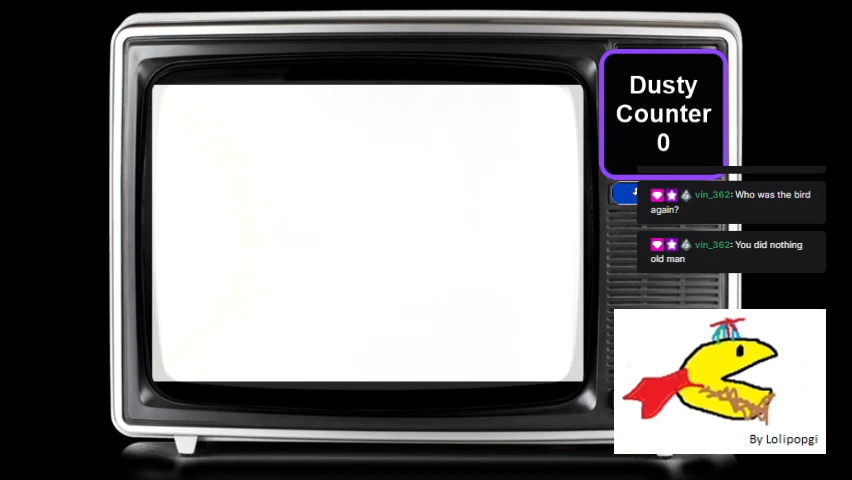 Dusty
Counter
0
vin_362: Who was the bird
again?
vin_362: You did nothing
old man
By Lolipopgi